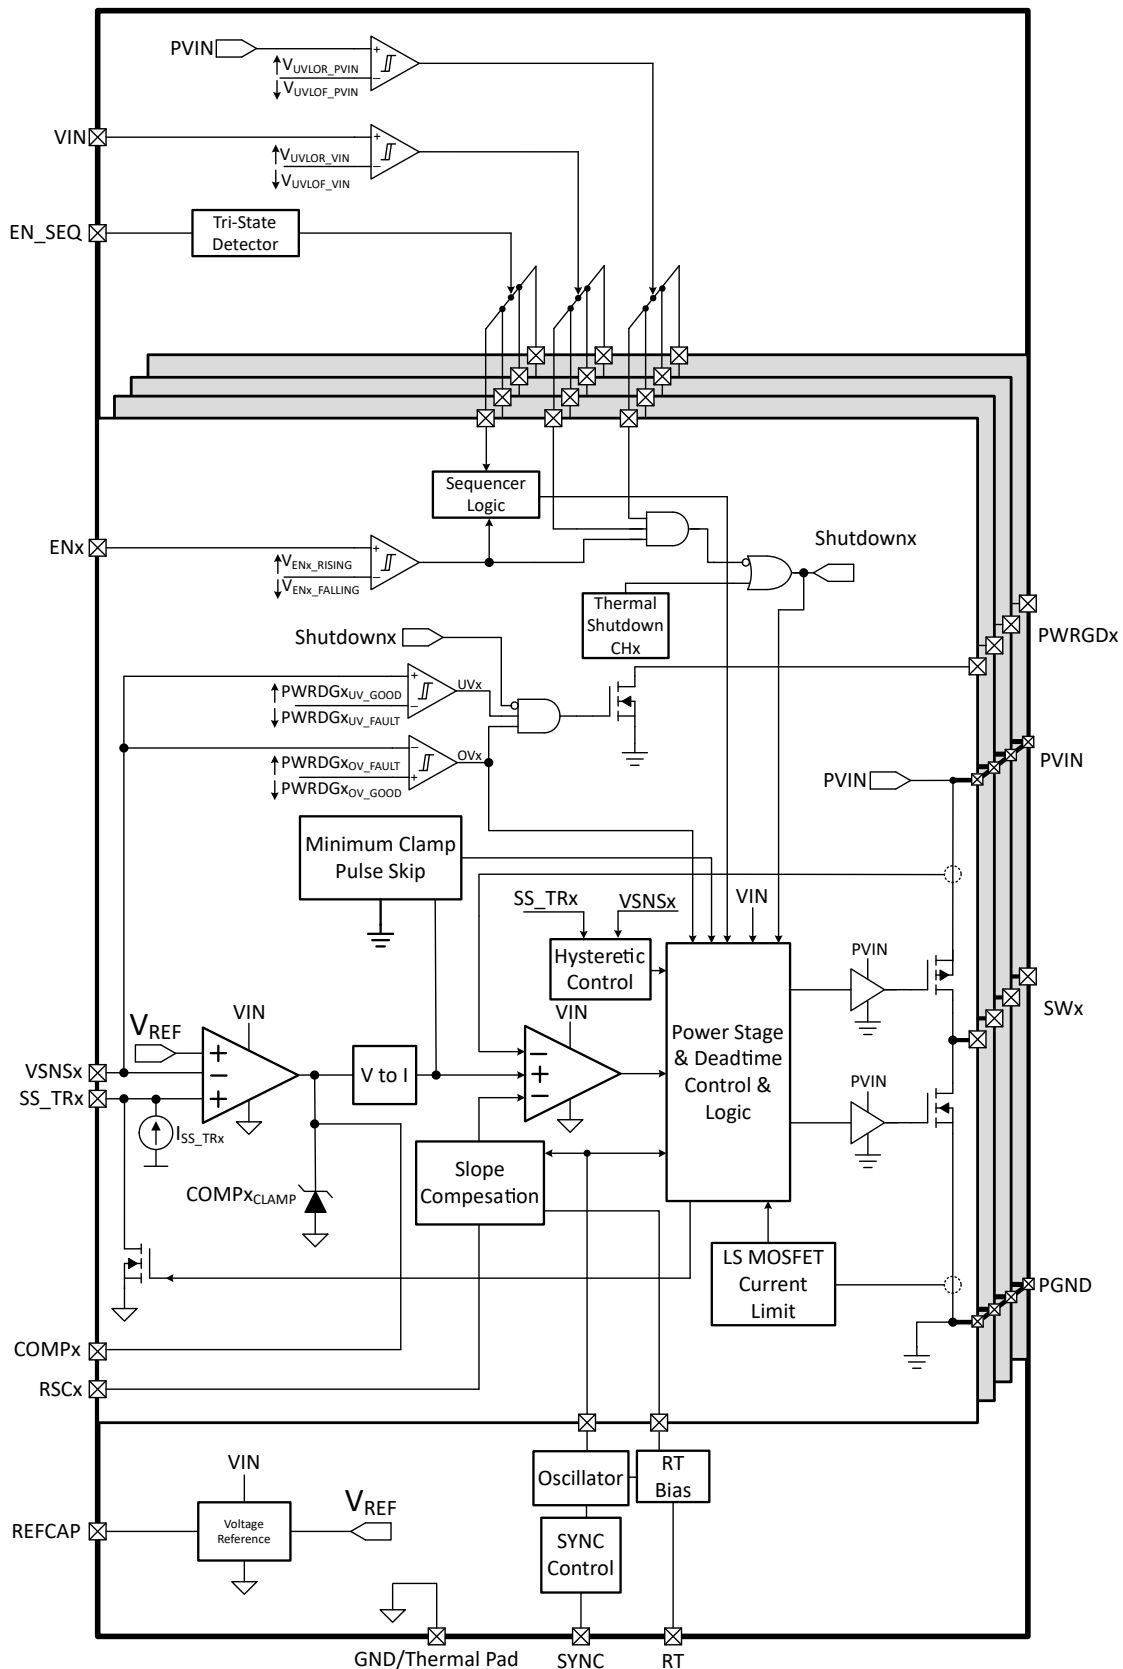 PVIN
+
VUVLOR_PVIN
−
VUVLOF_PVIN
VIN
+
VUVLOR_VIN
−
VUVLOF_VIN
EN_SEQ
Tri-State
Detector
Sequencer
Logic
ENx
+
VENx_RISING
−
VENx_FALLING
Shutdownx
Thermal
Shutdown
CHx
Shutdownx
PWRGDx
UVx
PWRDGxUV_GOOD
−
PWRDGxUV_FAULT
+
−
OVx
PWRDGxOV_FAULT
+
PWRDGxOV_GOOD
PVIN
PVIN
Minimum Clamp
Pulse Skip
SS_TRx
VSNSx
VIN
Hysteretic
Control
PVIN
VREF
VIN
VIN
Power Stage
& Deadtime
Control &
Logic
SWx
VSNSx
+
−
V to I
−
+
PVIN
SS_TRx
+
−
ISS_TRx
COMPxCLAMP
Slope
Compesation
LS MOSFET
Current
Limit
PGND
COMPx
RSCx
VIN
Oscillator
RT
Bias
VREF
REFCAP
Voltage
Reference
SYNC
Control
GND/Thermal Pad
SYNC
RT